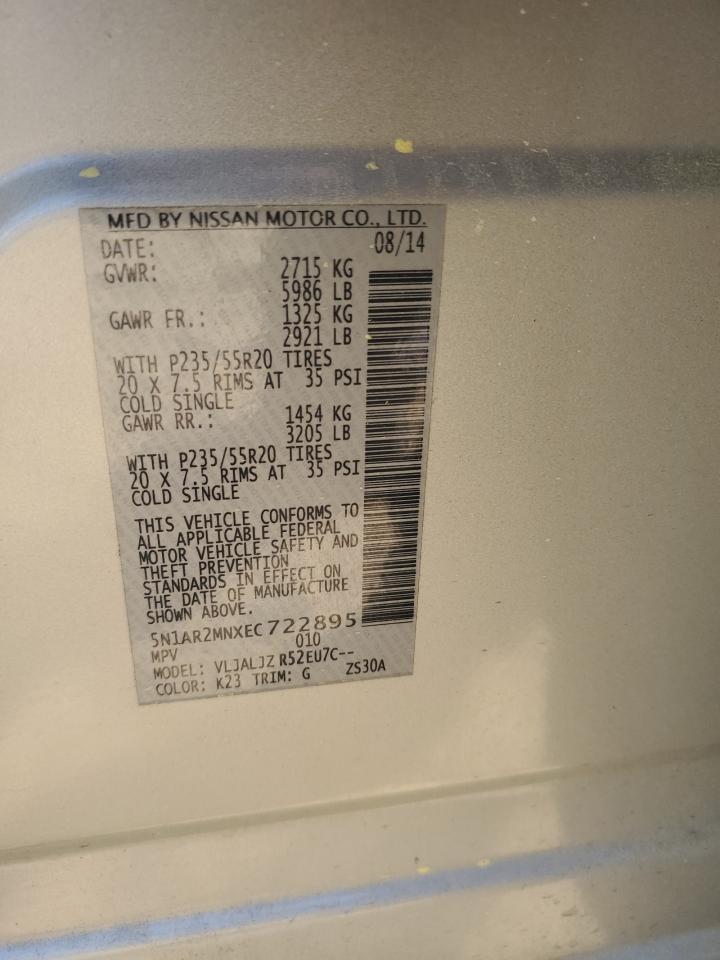 MFD BY NISSAN MOTOR CO., LTD.
DATE: 08/14
GVWR: 2715 KG
5986 LB
GAWR FR.: 1325 KG
2921 LB
WITH P235/55R20 TIRES
20 X 7.5 RIMS AT 35 PSI
COLD SINGLE
GAWR RR.: 1454 KG
3205 LB
WITH P235/55R20 TIRES
20 X 7.5 RIMS AT 35 PSI
COLD SINGLE
THIS VEHICLE CONFORMS TO
ALL APPLICABLE FEDERAL
MOTOR VEHICLE SAFETY AND
THEFT PREVENTION
STANDARDS IN EFFECT ON
THE DATE OF MANUFACTURE
SHOWN ABOVE.
5N1AR2MNXEC722895
MPV 010
MODEL: VLJALJZ R52EU7C--
COLOR: K23 TRIM: G ZS30A